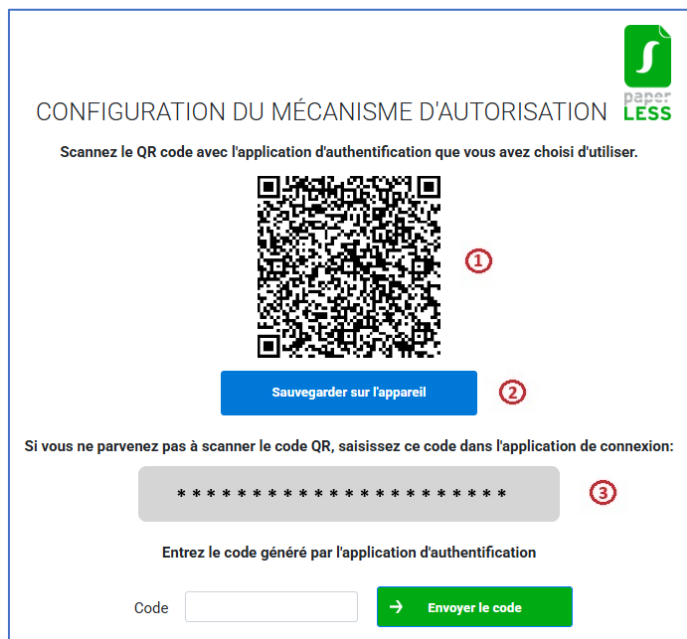 paper
LESS
CONFIGURATION DU MÉCANISME D'AUTORISATION
Scannez le QR code avec l'application d'authentification que vous avez choisi d'utiliser.
1
Sauvegarder sur l'appareil
2
Si vous ne parvenez pas à scanner le code QR, saisissez ce code dans l'application de connexion:
* * * * * * * * * * * * * * * * * * * * * *
3
Entrez le code généré par l'application d'authentification
Code
Envoyer le code